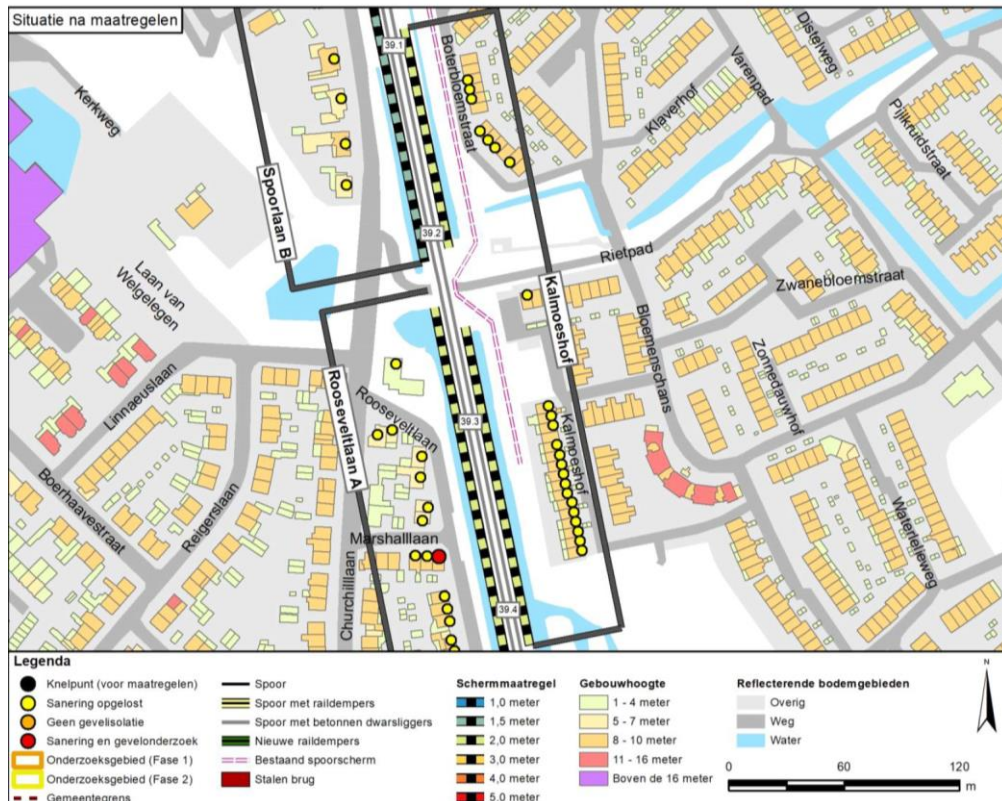 Situatie na maatregelen
Kerkweg
39.1
Boterbloemstraat
Distelweg
Varenpad
Klaverhof
Pijlkruidstraat
Spoorlaan B
39.2
Rietpad
Laan van
Welgelegen
Kalmoeshof
Zwanebloemstraat
Bloemenschans
Zonnedauwhof
Linnaeuslaan
Rooseveltlaan A
Rooseveltlaan
39.3
Kalmoeshof
Boerhaavestraat
Reigerslaan
Waterlelieweg
Marshalllaan
Churchilllaan
39.4
Legenda
Knelpunt (voor maatregelen)
Sanering opgelost
Geen gevelisolatie
Sanering en gevelonderzoek
Onderzoeksgebied (Fase 1)
Onderzoeksgebied (Fase 2)
Gemeentegrens
Spoor
Spoor met raildempers
Spoor met betonnen dwarsliggers
Nieuwe raildempers
Bestaand spoorscherm
Stalen brug
Schermmaatregel
1,0 meter
1,5 meter
2,0 meter
3,0 meter
4,0 meter
5.0 meter
Gebouwhoogte
1 - 4 meter
5 - 7 meter
8 - 10 meter
11 - 16 meter
Boven de 16 meter
Reflecterende bodemgebieden
Overig
Weg
Water
N
0 60 120
m